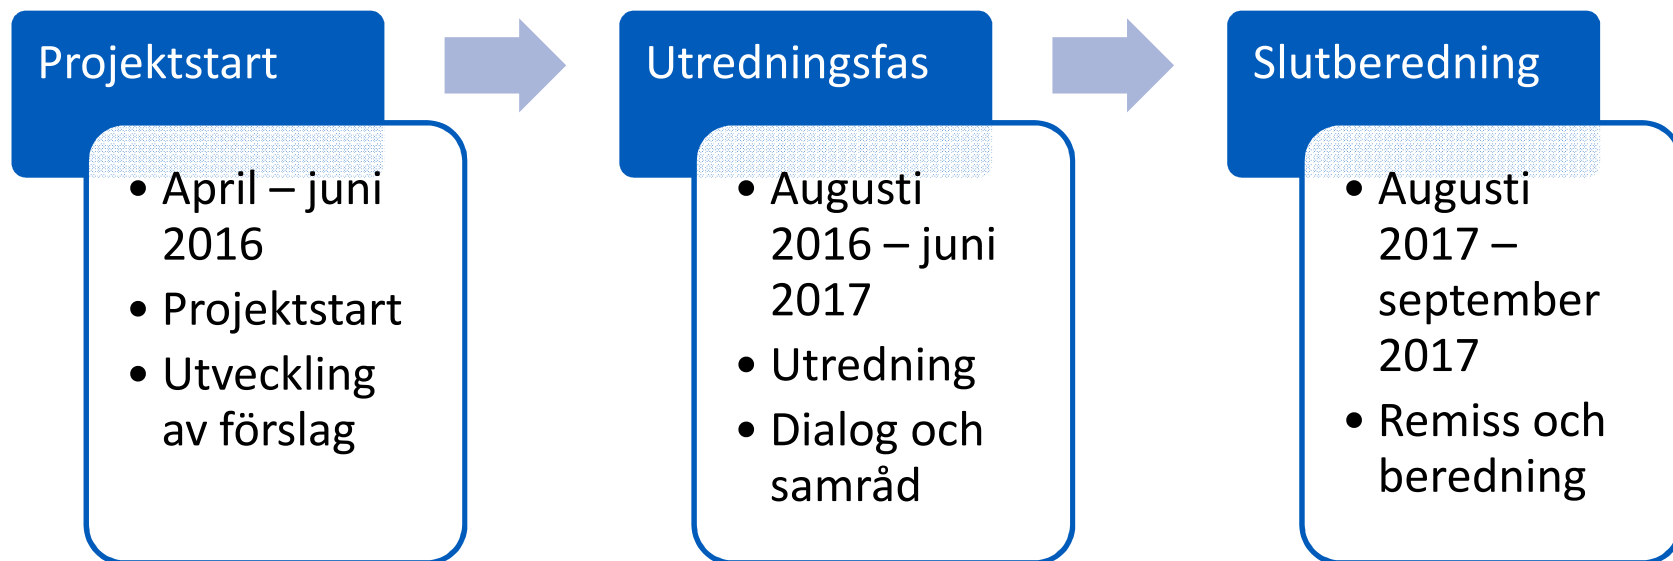 Projektstart
• April – juni
2016
• Projektstart
• Utveckling
av förslag
Utredningsfas
• Augusti
2016 – juni
2017
• Utredning
• Dialog och
samråd
Slutberedning
• Augusti
2017 –
september
2017
• Remiss och
beredning